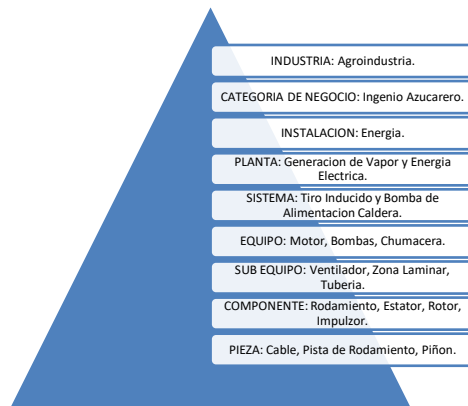 INDUSTRIA: Agroindustria.
CATEGORIA DE NEGOCIO: Ingenio Azucarero.
INSTALACION: Energia.
PLANTA: Generacion de Vapor y Energia
Electrica.
SISTEMA: Tiro Inducido y Bomba de
Alimentacion Caldera.
EQUIPO: Motor, Bombas, Chumacera.
SUB EQUIPO: Ventilador, Zona Laminar,
Tuberia.
COMPONENTE: Rodamiento, Estator, Rotor,
Impulzor.
PIEZA: Cable, Pista de Rodamiento, Piñon.